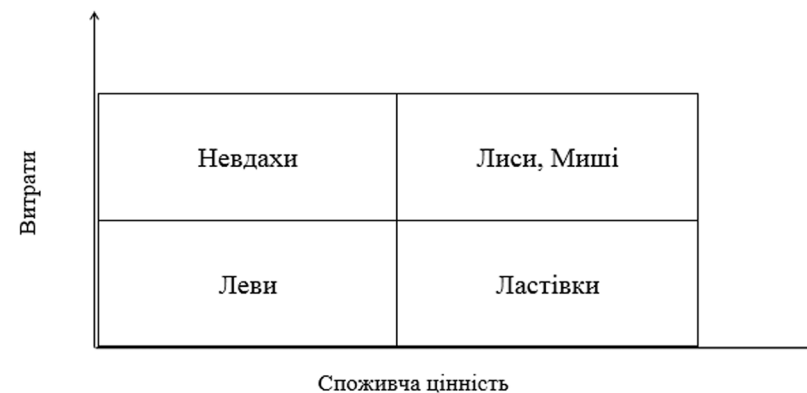 Витрати
Невдахи
Лиси, Миші
Леви
Ластівки
Споживча цінність